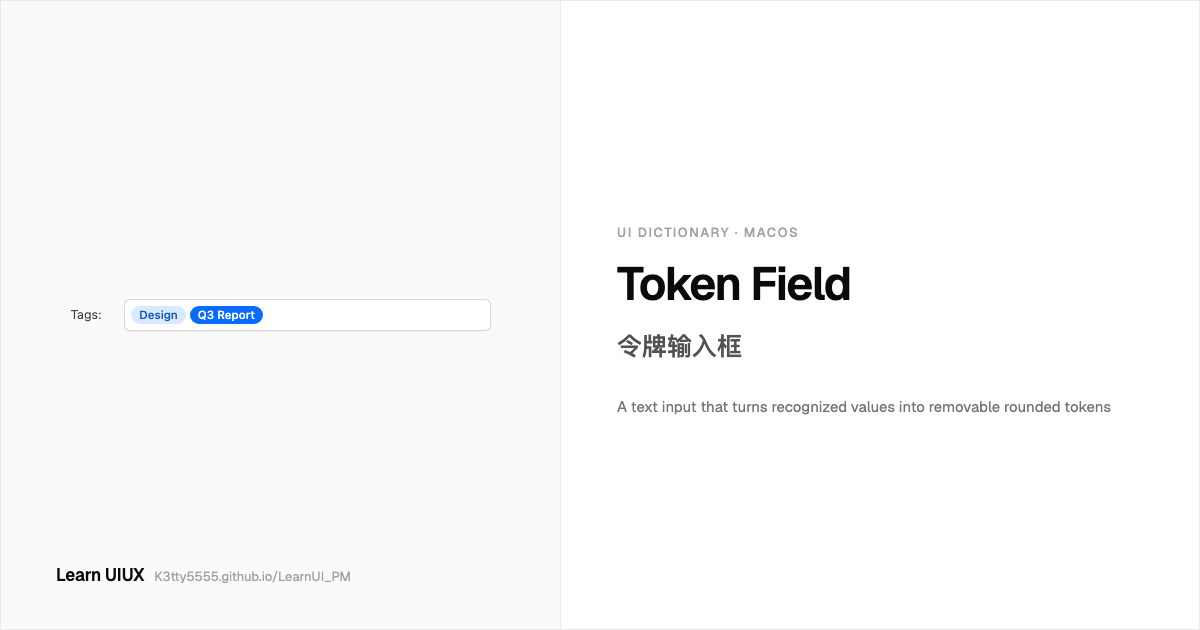 Tags:
Design
Q3 Report
Learn UIUX
K3tty5555.github.io/LearnUI_PM
UI DICTIONARY · MACOS
Token Field
令牌输入框
A text input that turns recognized values into removable rounded tokens